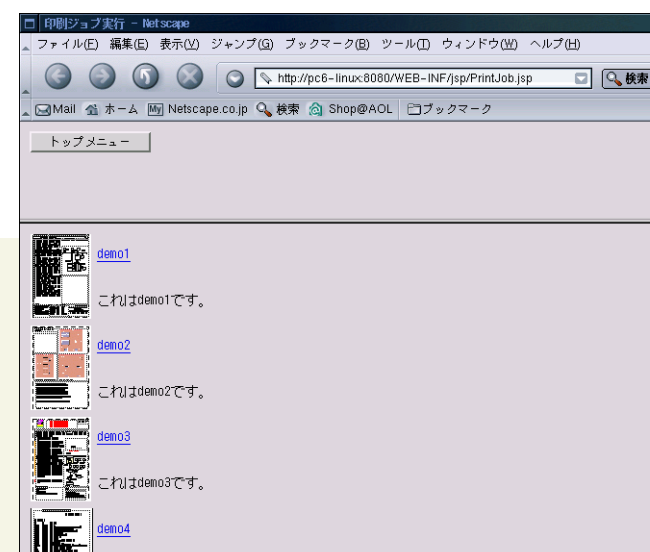 印刷ジョブ実行 - Netscape
ファイル(F) 編集(E) 表示(V) ジャンプ(G) ブックマーク(B) ツール(T) ウィンドウ(W) ヘルプ(H)
http://pc6-linux:8080/WEB-INF/jsp/PrintJob.jsp 検索
Mail ホーム My Netscape.co.jp 検索 Shop@AOL ブックマーク
トップメニュー
demo1
これはdemo1です。
demo2
これはdemo2です。
demo3
これはdemo3です。
demo4